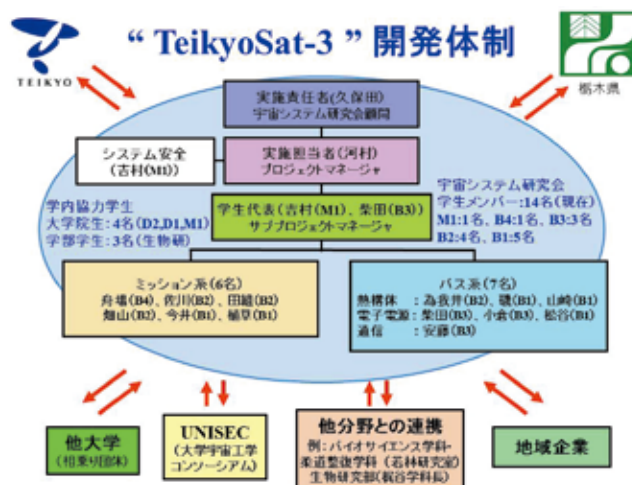 TEIKYO
“ TeikyoSat-3 ” 開発体制
栃木県
実施責任者(久保田)
宇宙システム研究会顧問
システム安全
(吉村(M1))
実施担当者(河村)
プロジェクトマネージャ
学生代表(吉村(M1)、柴田(B3))
サブプロジェクトマネージャ
学内協力学生
大学院生:4名(D2,D1,M1)
学部学生:3名(生物研)
宇宙システム研究会
学生メンバー:14名(現在)
M1:1名、B4:1名、B3:3名
B2:4名、B1:5名
ミッション系(6名)
舟場(B4)、佐川(B2)、田縋(B2)
畑山(B2)、今井(B1)、植草(B1)
バス系(7名)
熱構体 :為我井(B2)、磯(B1)、山崎(B1)
電子電源:柴田(B3)、小倉(B3)、松谷(B1)
通信 :安藤(B3)
他大学
(相乗り団体)
UNISEC
(大学宇宙工学
コンソーシアム)
他分野との連携
例:バイオサイエンス学科-
柔道整復学科 (若林研究室)
生物研究部(梶谷学科長)
地域企業